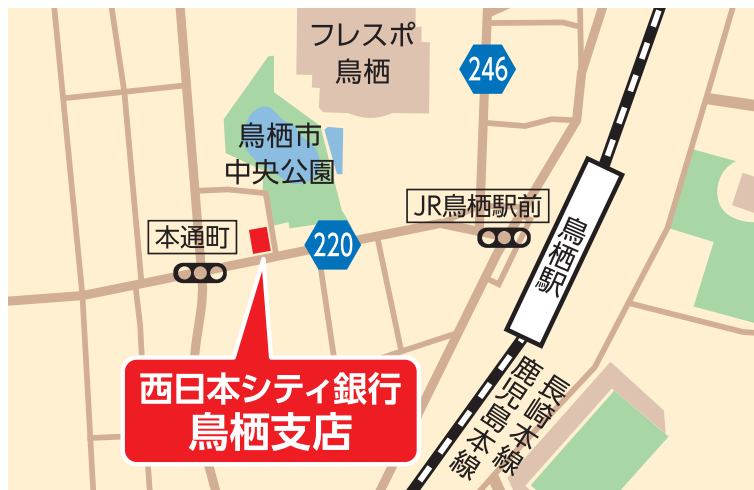 フレスポ
鳥栖
246
鳥栖市
中央公園
JR鳥栖駅前
本通町
220
鳥栖駅
西日本シティ銀行
鳥栖支店
長崎本線
鹿児島本線